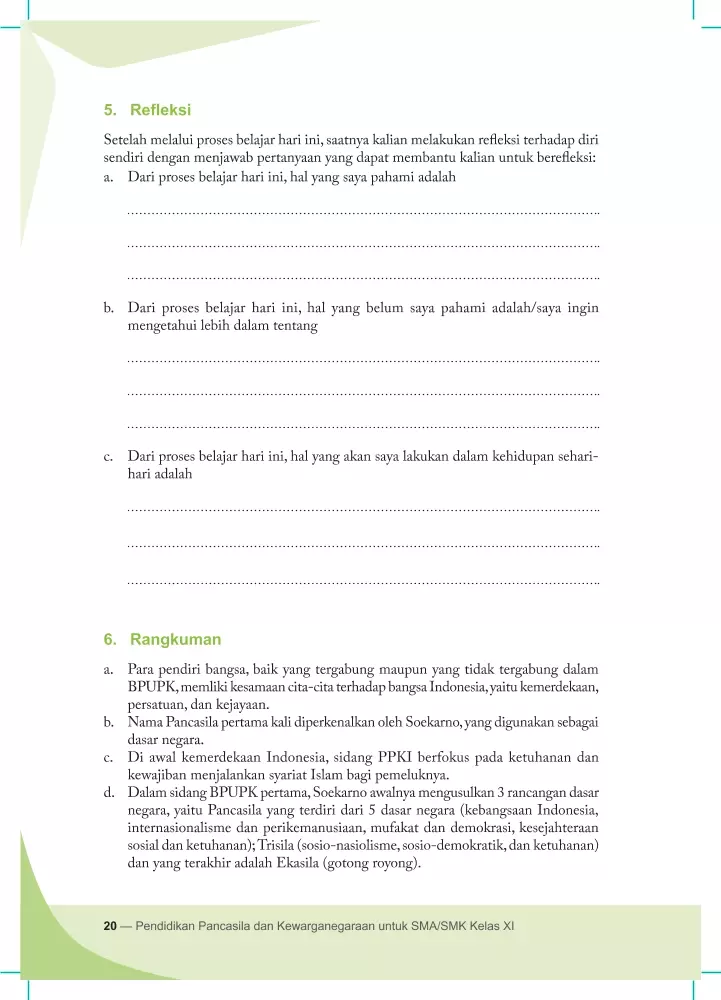 5. Refleksi
Setelah melalui proses belajar hari ini, saatnya kalian melakukan refleksi terhadap diri
sendiri dengan menjawab pertanyaan yang dapat membantu kalian untuk berefleksi:
a. Dari proses belajar hari ini, hal yang saya pahami adalah
..............................................................................................................
..............................................................................................................
..............................................................................................................
b. Dari proses belajar hari ini, hal yang belum saya pahami adalah/saya ingin
mengetahui lebih dalam tentang
..............................................................................................................
..............................................................................................................
..............................................................................................................
c. Dari proses belajar hari ini, hal yang akan saya lakukan dalam kehidupan sehari-
hari adalah
..............................................................................................................
..............................................................................................................
..............................................................................................................
6. Rangkuman
a. Para pendiri bangsa, baik yang tergabung maupun yang tidak tergabung dalam
BPUPK, memliki kesamaan cita-cita terhadap bangsa Indonesia, yaitu kemerdekaan,
persatuan, dan kejayaan.
b. Nama Pancasila pertama kali diperkenalkan oleh Soekarno, yang digunakan sebagai
dasar negara.
c. Di awal kemerdekaan Indonesia, sidang PPKI berfokus pada ketuhanan dan
kewajiban menjalankan syariat Islam bagi pemeluknya.
d. Dalam sidang BPUPK pertama, Soekarno awalnya mengusulkan 3 rancangan dasar
negara, yaitu Pancasila yang terdiri dari 5 dasar negara (kebangsaan Indonesia,
internasionalisme dan perikemanusiaan, mufakat dan demokrasi, kesejahteraan
sosial dan ketuhanan); Trisila (sosio-nasiolisme, sosio-demokratik, dan ketuhanan)
dan yang terakhir adalah Ekasila (gotong royong).
20 — Pendidikan Pancasila dan Kewarganegaraan untuk SMA/SMK Kelas XI